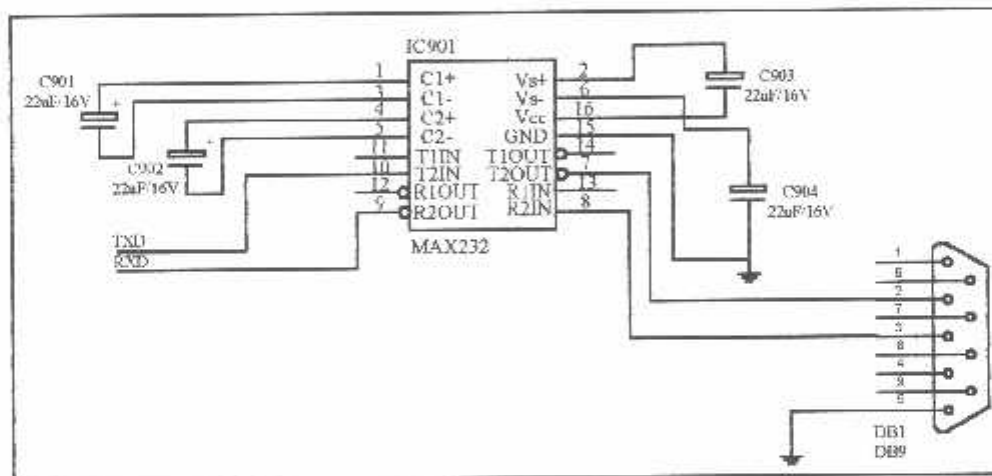 IC901
C901
22uF/16V
+
C902
22uF/16V
+
1
3
4
5
11
10
12
9
C1+
C1-
C2+
C2-
T1IN
T2IN
R1OUT
R2OUT
Vs+
Vs-
Vcc
GND
T1OUT
T2OUT
R1IN
R2IN
2
6
16
15
14
7
13
8
MAX232
C903
22uF/16V
C904
22uF/16V
TXD
RXD
1
6
2
7
3
8
4
9
5
DB1
DB9